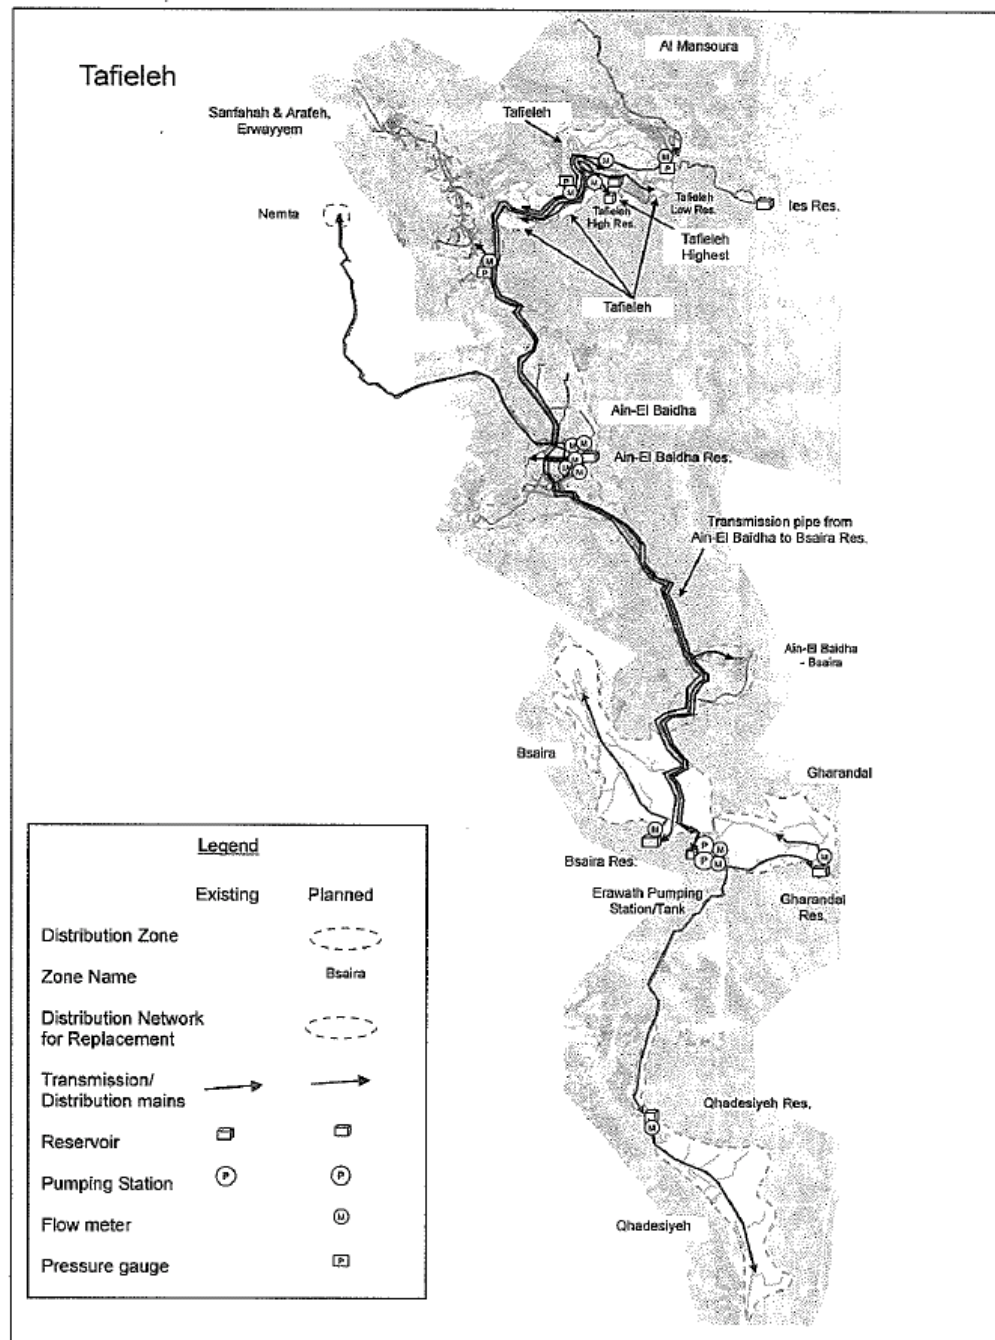 Tafieleh
Al Mansoura
Sanfahah & Arafeh,
Erwayyem
Tafieleh
Nemta
M
M
P
P
M
M
Tafieleh
High Res.
Tafieleh
Low Res.
Ies Res.
Tafieleh
Highest
M
P
Tafieleh
Ain-El Baidha
M
M
M
M
M
Ain-El Baidha Res.
Transmission pipe from
Ain-El Baidha to Bsaira Res.
Ain-El Baidha
- Bsaira
Bsaira
Gharandal
M
P
M
P
M
M
Bsaira Res.
Erawath Pumping
Station/Tank
Gharandal
Res.
Qhadesiyeh Res.
M
Qhadesiyeh
Legend
Existing Planned
Distribution Zone
Zone Name Bsaira
Distribution Network
for Replacement
Transmission/
Distribution mains
Reservoir
Pumping Station P P
Flow meter M
Pressure gauge P